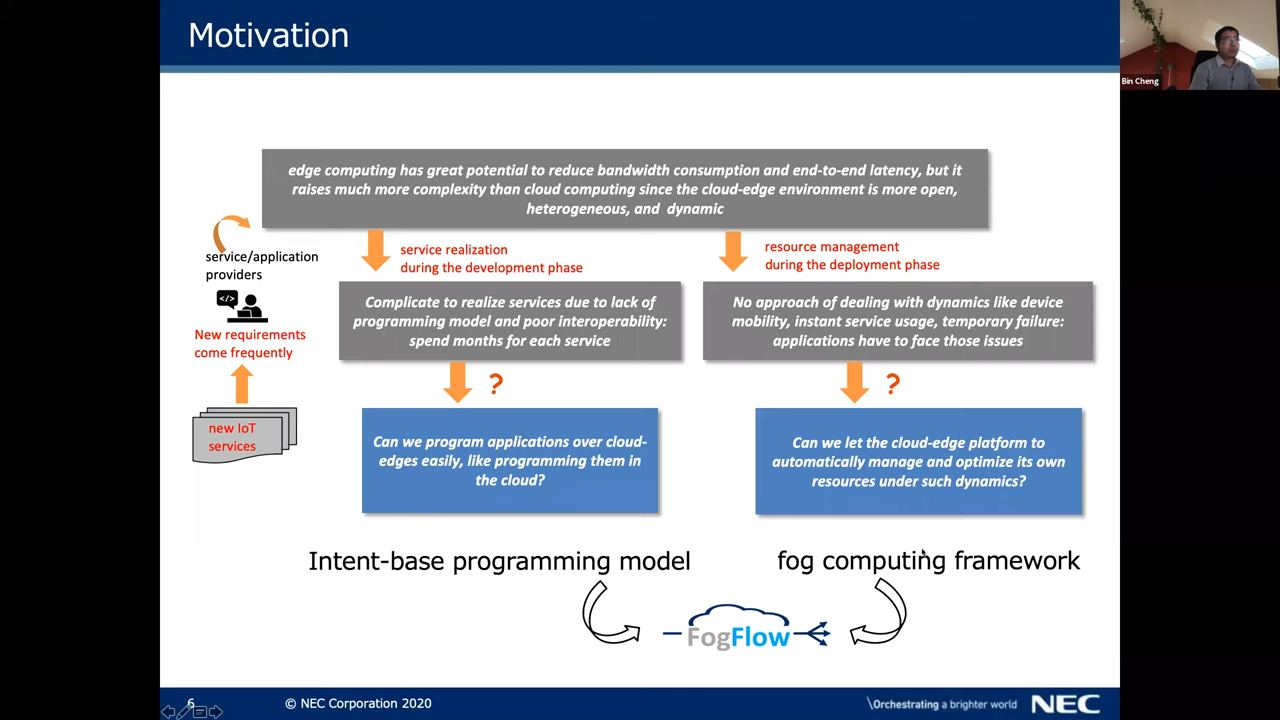 Motivation
Bin Cheng
edge computing has great potential to reduce bandwidth consumption and end-to-end latency, but it
raises much more complexity than cloud computing since the cloud-edge environment is more open,
heterogeneous, and dynamic
service/application
providers
</>
New requirements
come frequently
new IoT
services
service realization
during the development phase
resource management
during the deployment phase
Complicate to realize services due to lack of
programming model and poor interoperability:
spend months for each service
No approach of dealing with dynamics like device
mobility, instant service usage, temporary failure:
applications have to face those issues
?
?
Can we program applications over cloud-
edges easily, like programming them in
the cloud?
Can we let the cloud-edge platform to
automatically manage and optimize its own
resources under such dynamics?
Intent-base programming model
fog computing framework
FogFlow
6
© NEC Corporation 2020
\Orchestrating a brighter world
NEC